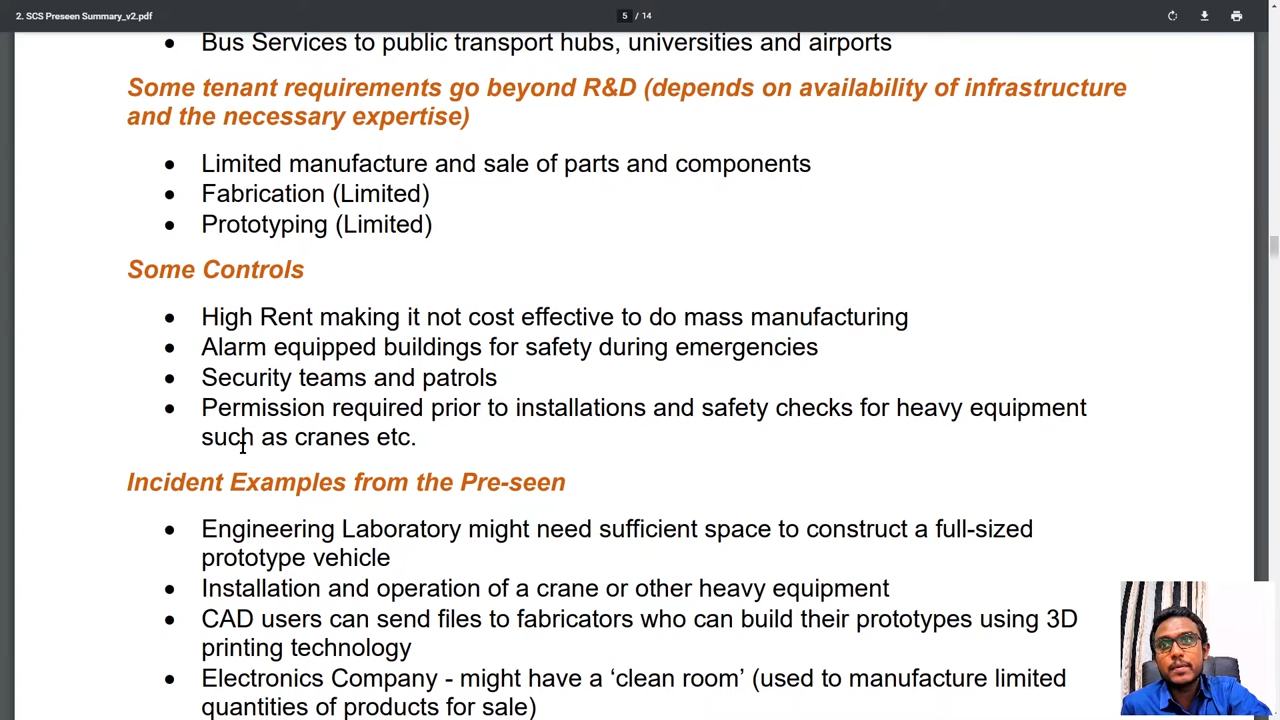 2. SCS Preseen Summary_v2.pdf
5 / 14
• Bus Services to public transport hubs, universities and airports
Some tenant requirements go beyond R&D (depends on availability of infrastructure
and the necessary expertise)
• Limited manufacture and sale of parts and components
• Fabrication (Limited)
• Prototyping (Limited)
Some Controls
• High Rent making it not cost effective to do mass manufacturing
• Alarm equipped buildings for safety during emergencies
• Security teams and patrols
• Permission required prior to installations and safety checks for heavy equipment
such as cranes etc.
Incident Examples from the Pre-seen
• Engineering Laboratory might need sufficient space to construct a full-sized
prototype vehicle
• Installation and operation of a crane or other heavy equipment
• CAD users can send files to fabricators who can build their prototypes using 3D
printing technology
• Electronics Company - might have a ‘clean room’ (used to manufacture limited
quantities of products for sale)